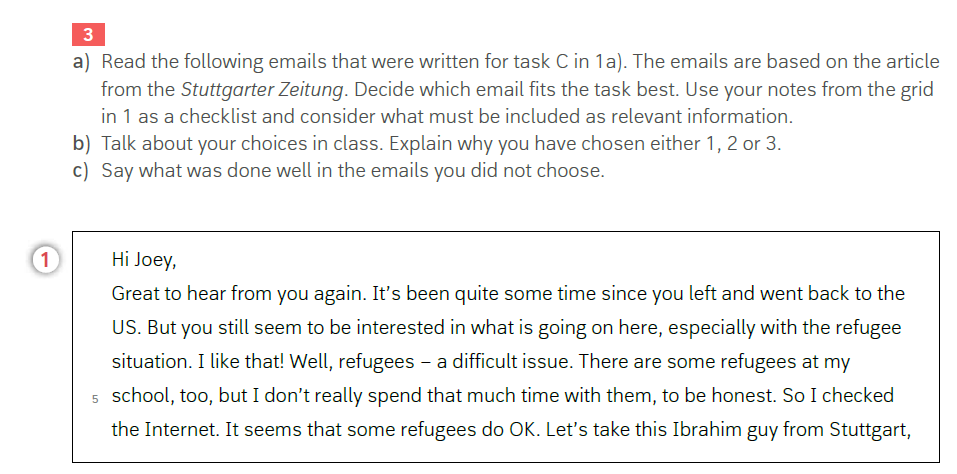 3
a) Read the following emails that were written for task C in 1a). The emails are based on the article
from the Stuttgarter Zeitung. Decide which email fits the task best. Use your notes from the grid
in 1 as a checklist and consider what must be included as relevant information.
b) Talk about your choices in class. Explain why you have chosen either 1, 2 or 3.
c) Say what was done well in the emails you did not choose.
1
Hi Joey,
Great to hear from you again. It’s been quite some time since you left and went back to the
US. But you still seem to be interested in what is going on here, especially with the refugee
situation. I like that! Well, refugees – a difficult issue. There are some refugees at my
5 school, too, but I don’t really spend that much time with them, to be honest. So I checked
the Internet. It seems that some refugees do OK. Let’s take this Ibrahim guy from Stuttgart,